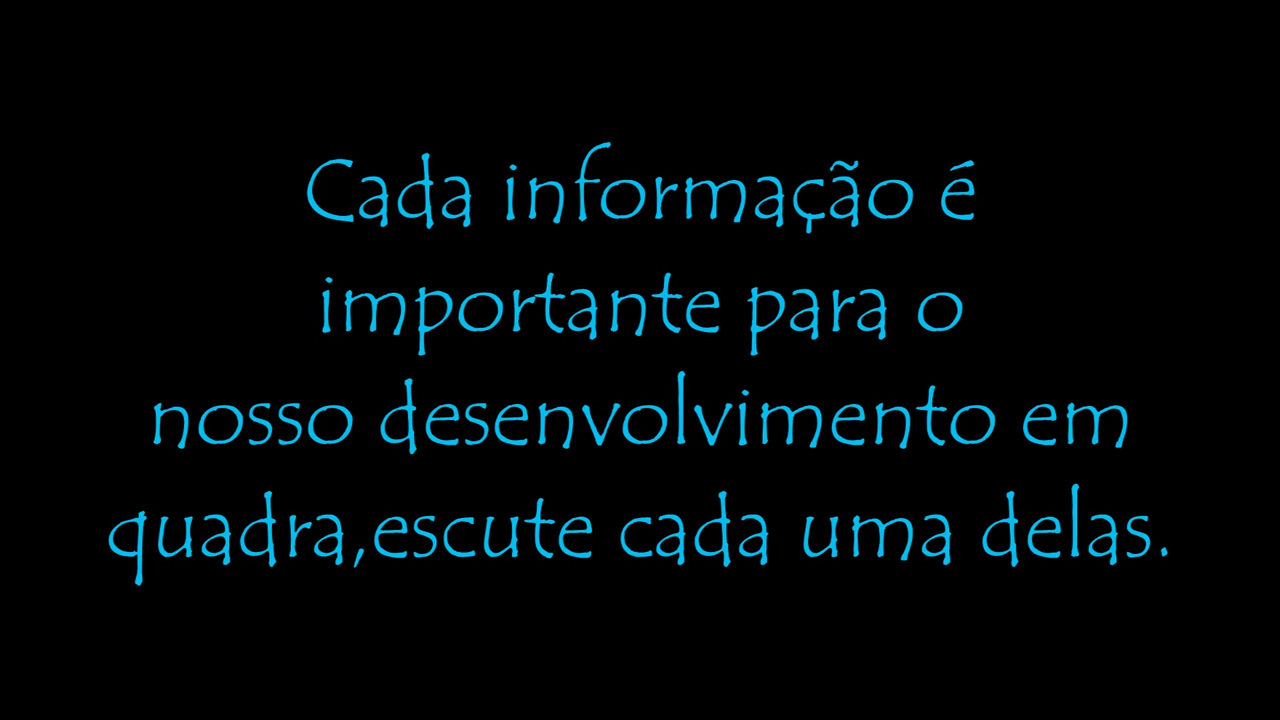 Cada informação é
importante para o
nosso desenvolvimento em
quadra,escute cada uma delas.